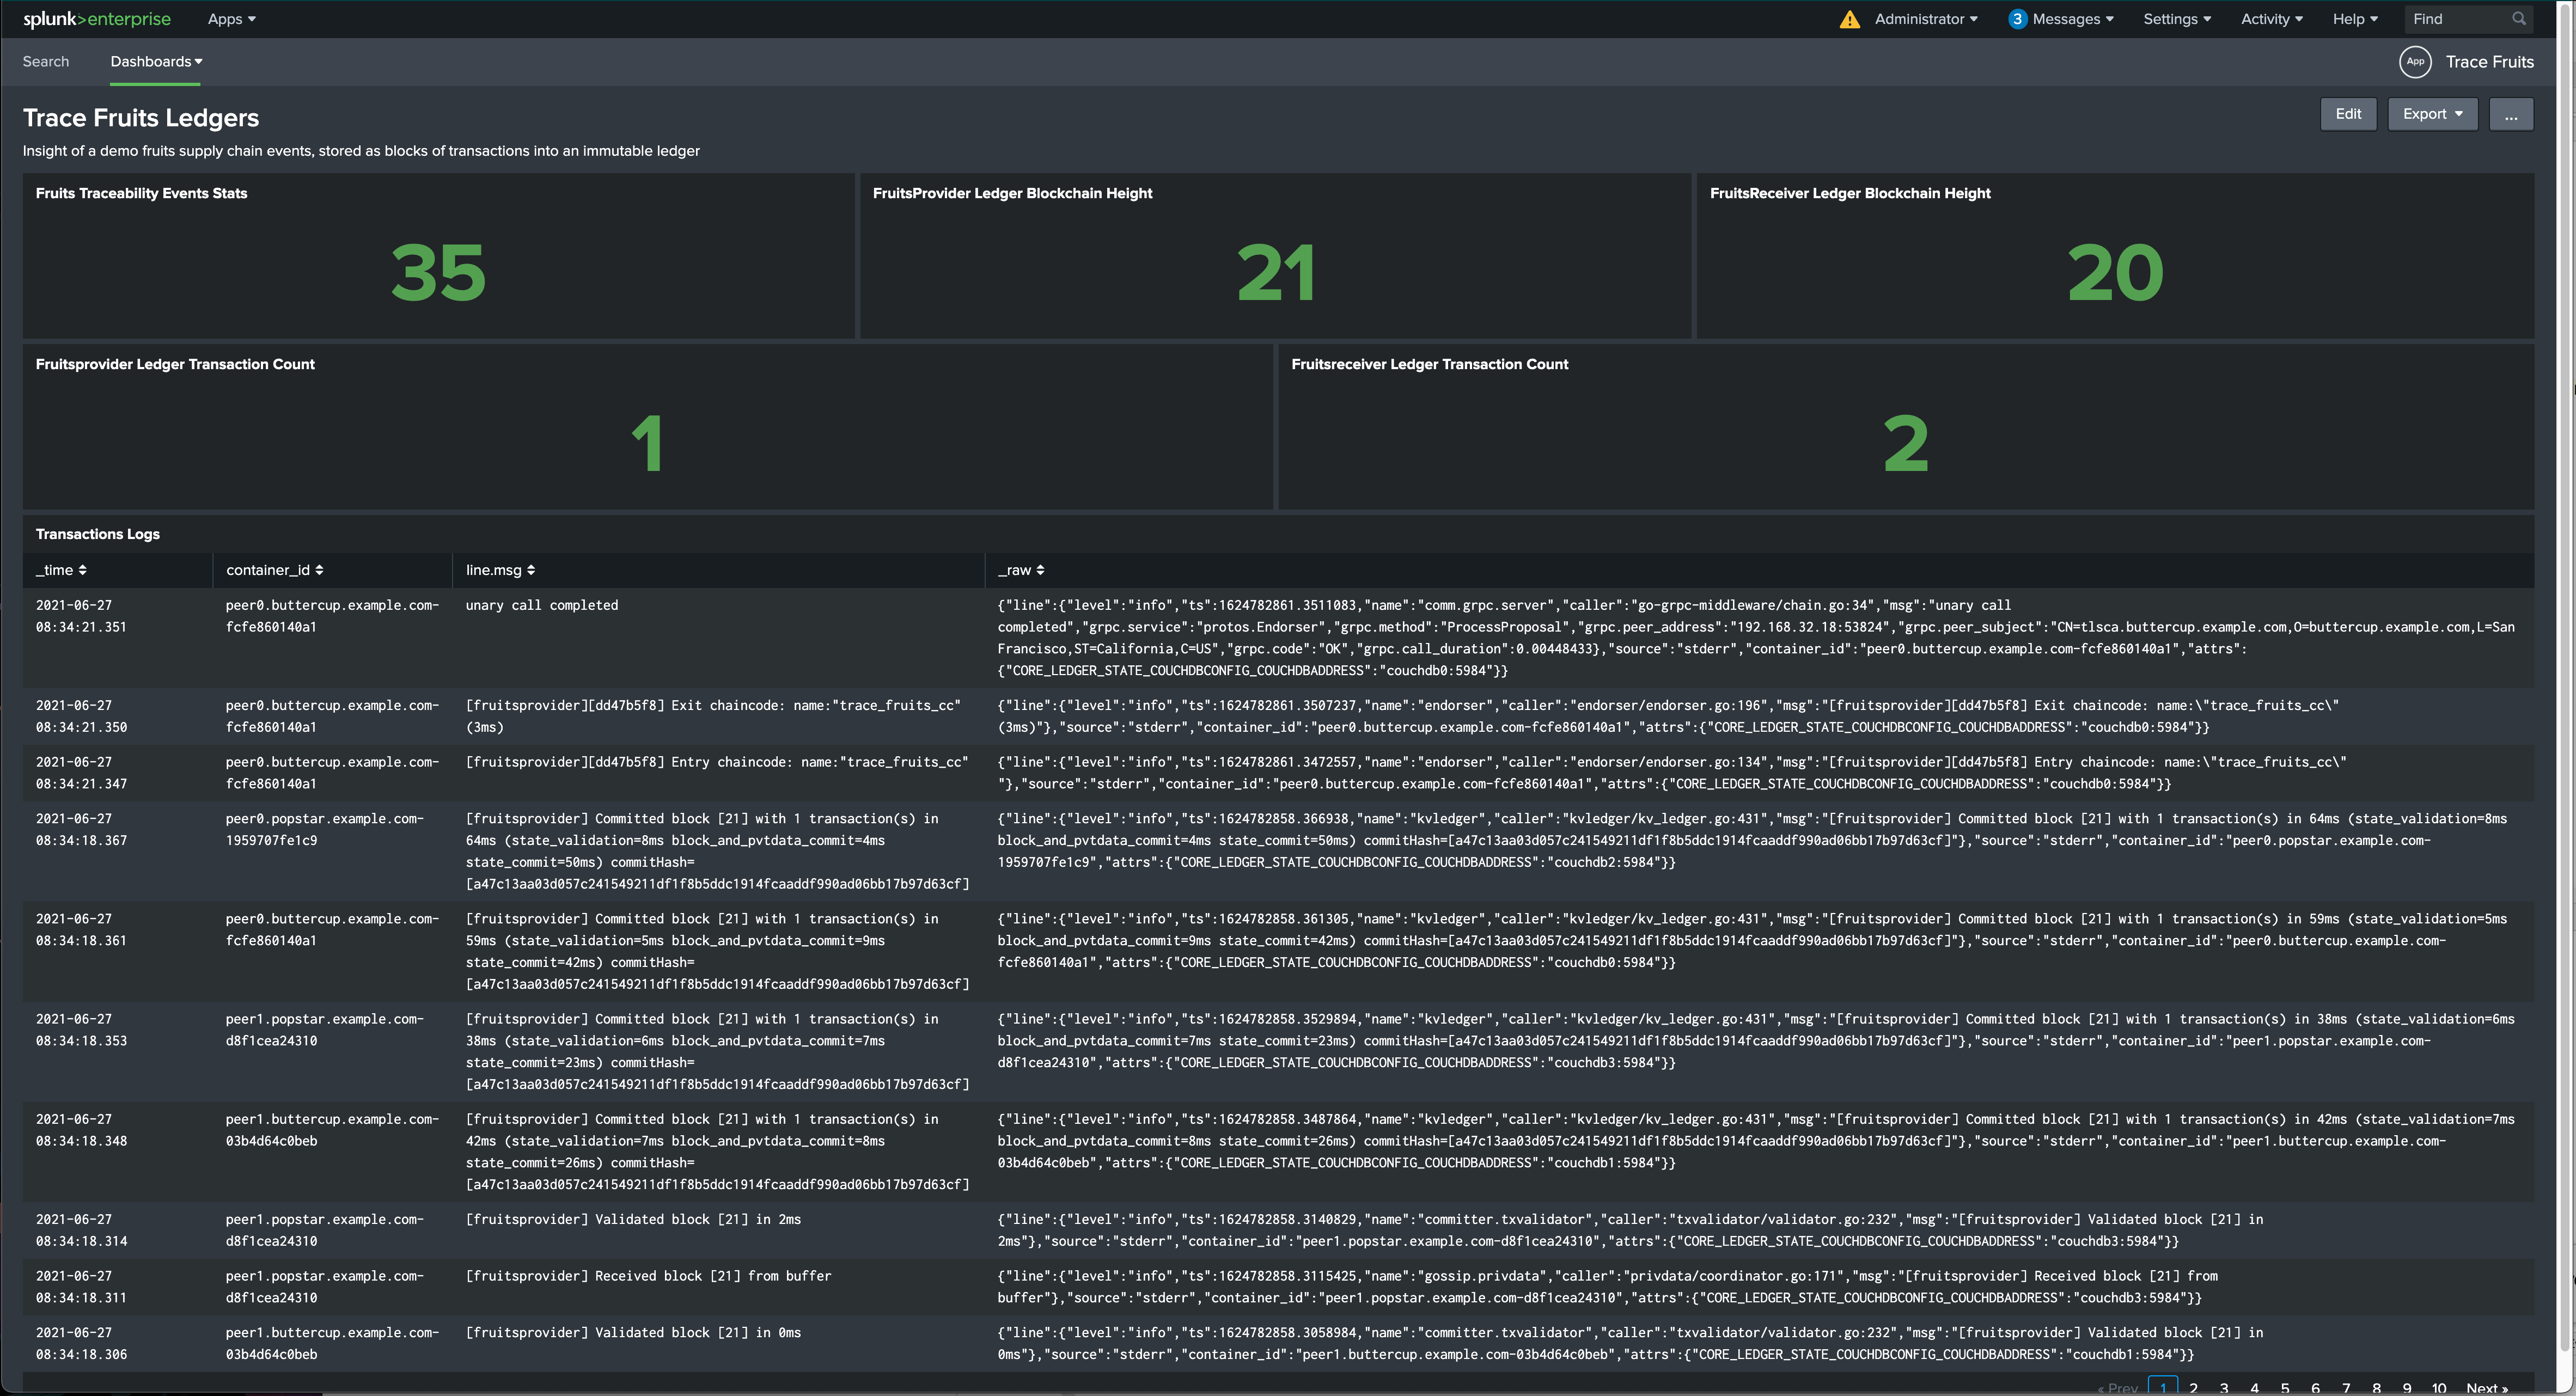 splunk>enterprise Apps Administrator 3 Messages Settings Activity Help Find
Search Dashboards App Trace Fruits
Trace Fruits Ledgers Edit Export ...
Insight of a demo fruits supply chain events, stored as blocks of transactions into an immutable ledger
Fruits Traceability Events Stats
35
FruitsProvider Ledger Blockchain Height
21
FruitsReceiver Ledger Blockchain Height
20
Fruitsprovider Ledger Transaction Count
1
Fruitsreceiver Ledger Transaction Count
2
Transactions Logs
_time container_id line.msg _raw
2021-06-27
08:34:21.351
peer0.buttercup.example.com-
fcfe860140a1
unary call completed
{"line":{"level":"info","ts":1624782861.3511083,"name":"comm.grpc.server","caller":"go-grpc-middleware/chain.go:34","msg":"unary call
completed","grpc.service":"protos.Endorser","grpc.method":"ProcessProposal","grpc.peer_address":"192.168.32.18:53824","grpc.peer_subject":"CN=tlsca.buttercup.example.com,O=buttercup.example.com,L=San
Francisco,ST=California,C=US","grpc.code":"OK","grpc.call_duration":0.00448433},"source":"stderr","container_id":"peer0.buttercup.example.com-fcfe860140a1","attrs":
{"CORE_LEDGER_STATE_COUCHDBCONFIG_COUCHDBADDRESS":"couchdb0:5984"}}
2021-06-27
08:34:21.350
peer0.buttercup.example.com-
fcfe860140a1
[fruitsprovider][dd47b5f8] Exit chaincode: name:"trace_fruits_cc"
(3ms)
{"line":{"level":"info","ts":1624782861.3507237,"name":"endorser","caller":"endorser/endorser.go:196","msg":"[fruitsprovider][dd47b5f8] Exit chaincode: name:\"trace_fruits_cc\"
(3ms)"},"source":"stderr","container_id":"peer0.buttercup.example.com-fcfe860140a1","attrs":{"CORE_LEDGER_STATE_COUCHDBCONFIG_COUCHDBADDRESS":"couchdb0:5984"}}
2021-06-27
08:34:21.347
peer0.buttercup.example.com-
fcfe860140a1
[fruitsprovider][dd47b5f8] Entry chaincode: name:"trace_fruits_cc"
{"line":{"level":"info","ts":1624782861.3472557,"name":"endorser","caller":"endorser/endorser.go:134","msg":"[fruitsprovider][dd47b5f8] Entry chaincode: name:\"trace_fruits_cc\"
"},"source":"stderr","container_id":"peer0.buttercup.example.com-fcfe860140a1","attrs":{"CORE_LEDGER_STATE_COUCHDBCONFIG_COUCHDBADDRESS":"couchdb0:5984"}}
2021-06-27
08:34:18.367
peer0.popstar.example.com-
1959707fe1c9
[fruitsprovider] Committed block [21] with 1 transaction(s) in
64ms (state_validation=8ms block_and_pvtdata_commit=4ms
state_commit=50ms) commitHash=
[a47c13aa03d057c241549211df1f8b5ddc1914fcaaddf990ad06bb17b97d63cf]
{"line":{"level":"info","ts":1624782858.366938,"name":"kvledger","caller":"kvledger/kv_ledger.go:431","msg":"[fruitsprovider] Committed block [21] with 1 transaction(s) in 64ms (state_validation=8ms
block_and_pvtdata_commit=4ms state_commit=50ms) commitHash=[a47c13aa03d057c241549211df1f8b5ddc1914fcaaddf990ad06bb17b97d63cf]"},"source":"stderr","container_id":"peer0.popstar.example.com-
1959707fe1c9","attrs":{"CORE_LEDGER_STATE_COUCHDBCONFIG_COUCHDBADDRESS":"couchdb2:5984"}}
2021-06-27
08:34:18.361
peer0.buttercup.example.com-
fcfe860140a1
[fruitsprovider] Committed block [21] with 1 transaction(s) in
59ms (state_validation=5ms block_and_pvtdata_commit=9ms
state_commit=42ms) commitHash=
[a47c13aa03d057c241549211df1f8b5ddc1914fcaaddf990ad06bb17b97d63cf]
{"line":{"level":"info","ts":1624782858.361305,"name":"kvledger","caller":"kvledger/kv_ledger.go:431","msg":"[fruitsprovider] Committed block [21] with 1 transaction(s) in 59ms (state_validation=5ms
block_and_pvtdata_commit=9ms state_commit=42ms) commitHash=[a47c13aa03d057c241549211df1f8b5ddc1914fcaaddf990ad06bb17b97d63cf]"},"source":"stderr","container_id":"peer0.buttercup.example.com-
fcfe860140a1","attrs":{"CORE_LEDGER_STATE_COUCHDBCONFIG_COUCHDBADDRESS":"couchdb0:5984"}}
2021-06-27
08:34:18.353
peer1.popstar.example.com-
d8f1cea24310
[fruitsprovider] Committed block [21] with 1 transaction(s) in
38ms (state_validation=6ms block_and_pvtdata_commit=7ms
state_commit=23ms) commitHash=
[a47c13aa03d057c241549211df1f8b5ddc1914fcaaddf990ad06bb17b97d63cf]
{"line":{"level":"info","ts":1624782858.3529894,"name":"kvledger","caller":"kvledger/kv_ledger.go:431","msg":"[fruitsprovider] Committed block [21] with 1 transaction(s) in 38ms (state_validation=6ms
block_and_pvtdata_commit=7ms state_commit=23ms) commitHash=[a47c13aa03d057c241549211df1f8b5ddc1914fcaaddf990ad06bb17b97d63cf]"},"source":"stderr","container_id":"peer1.popstar.example.com-
d8f1cea24310","attrs":{"CORE_LEDGER_STATE_COUCHDBCONFIG_COUCHDBADDRESS":"couchdb3:5984"}}
2021-06-27
08:34:18.348
peer1.buttercup.example.com-
03b4d64c0beb
[fruitsprovider] Committed block [21] with 1 transaction(s) in
42ms (state_validation=7ms block_and_pvtdata_commit=8ms
state_commit=26ms) commitHash=
[a47c13aa03d057c241549211df1f8b5ddc1914fcaaddf990ad06bb17b97d63cf]
{"line":{"level":"info","ts":1624782858.3487864,"name":"kvledger","caller":"kvledger/kv_ledger.go:431","msg":"[fruitsprovider] Committed block [21] with 1 transaction(s) in 42ms (state_validation=7ms
block_and_pvtdata_commit=8ms state_commit=26ms) commitHash=[a47c13aa03d057c241549211df1f8b5ddc1914fcaaddf990ad06bb17b97d63cf]"},"source":"stderr","container_id":"peer1.buttercup.example.com-
03b4d64c0beb","attrs":{"CORE_LEDGER_STATE_COUCHDBCONFIG_COUCHDBADDRESS":"couchdb1:5984"}}
2021-06-27
08:34:18.314
peer1.popstar.example.com-
d8f1cea24310
[fruitsprovider] Validated block [21] in 2ms
{"line":{"level":"info","ts":1624782858.3140829,"name":"committer.txvalidator","caller":"txvalidator/validator.go:232","msg":"[fruitsprovider] Validated block [21] in
2ms"},"source":"stderr","container_id":"peer1.popstar.example.com-d8f1cea24310","attrs":{"CORE_LEDGER_STATE_COUCHDBCONFIG_COUCHDBADDRESS":"couchdb3:5984"}}
2021-06-27
08:34:18.311
peer1.popstar.example.com-
d8f1cea24310
[fruitsprovider] Received block [21] from buffer
{"line":{"level":"info","ts":1624782858.3115425,"name":"gossip.privdata","caller":"privdata/coordinator.go:171","msg":"[fruitsprovider] Received block [21] from
buffer"},"source":"stderr","container_id":"peer1.popstar.example.com-d8f1cea24310","attrs":{"CORE_LEDGER_STATE_COUCHDBCONFIG_COUCHDBADDRESS":"couchdb3:5984"}}
2021-06-27
08:34:18.306
peer1.buttercup.example.com-
03b4d64c0beb
[fruitsprovider] Validated block [21] in 0ms
{"line":{"level":"info","ts":1624782858.3058984,"name":"committer.txvalidator","caller":"txvalidator/validator.go:232","msg":"[fruitsprovider] Validated block [21] in
0ms"},"source":"stderr","container_id":"peer1.buttercup.example.com-03b4d64c0beb","attrs":{"CORE_LEDGER_STATE_COUCHDBCONFIG_COUCHDBADDRESS":"couchdb1:5984"}}
« Prev 1 2 3 4 5 6 7 8 9 10 Next »